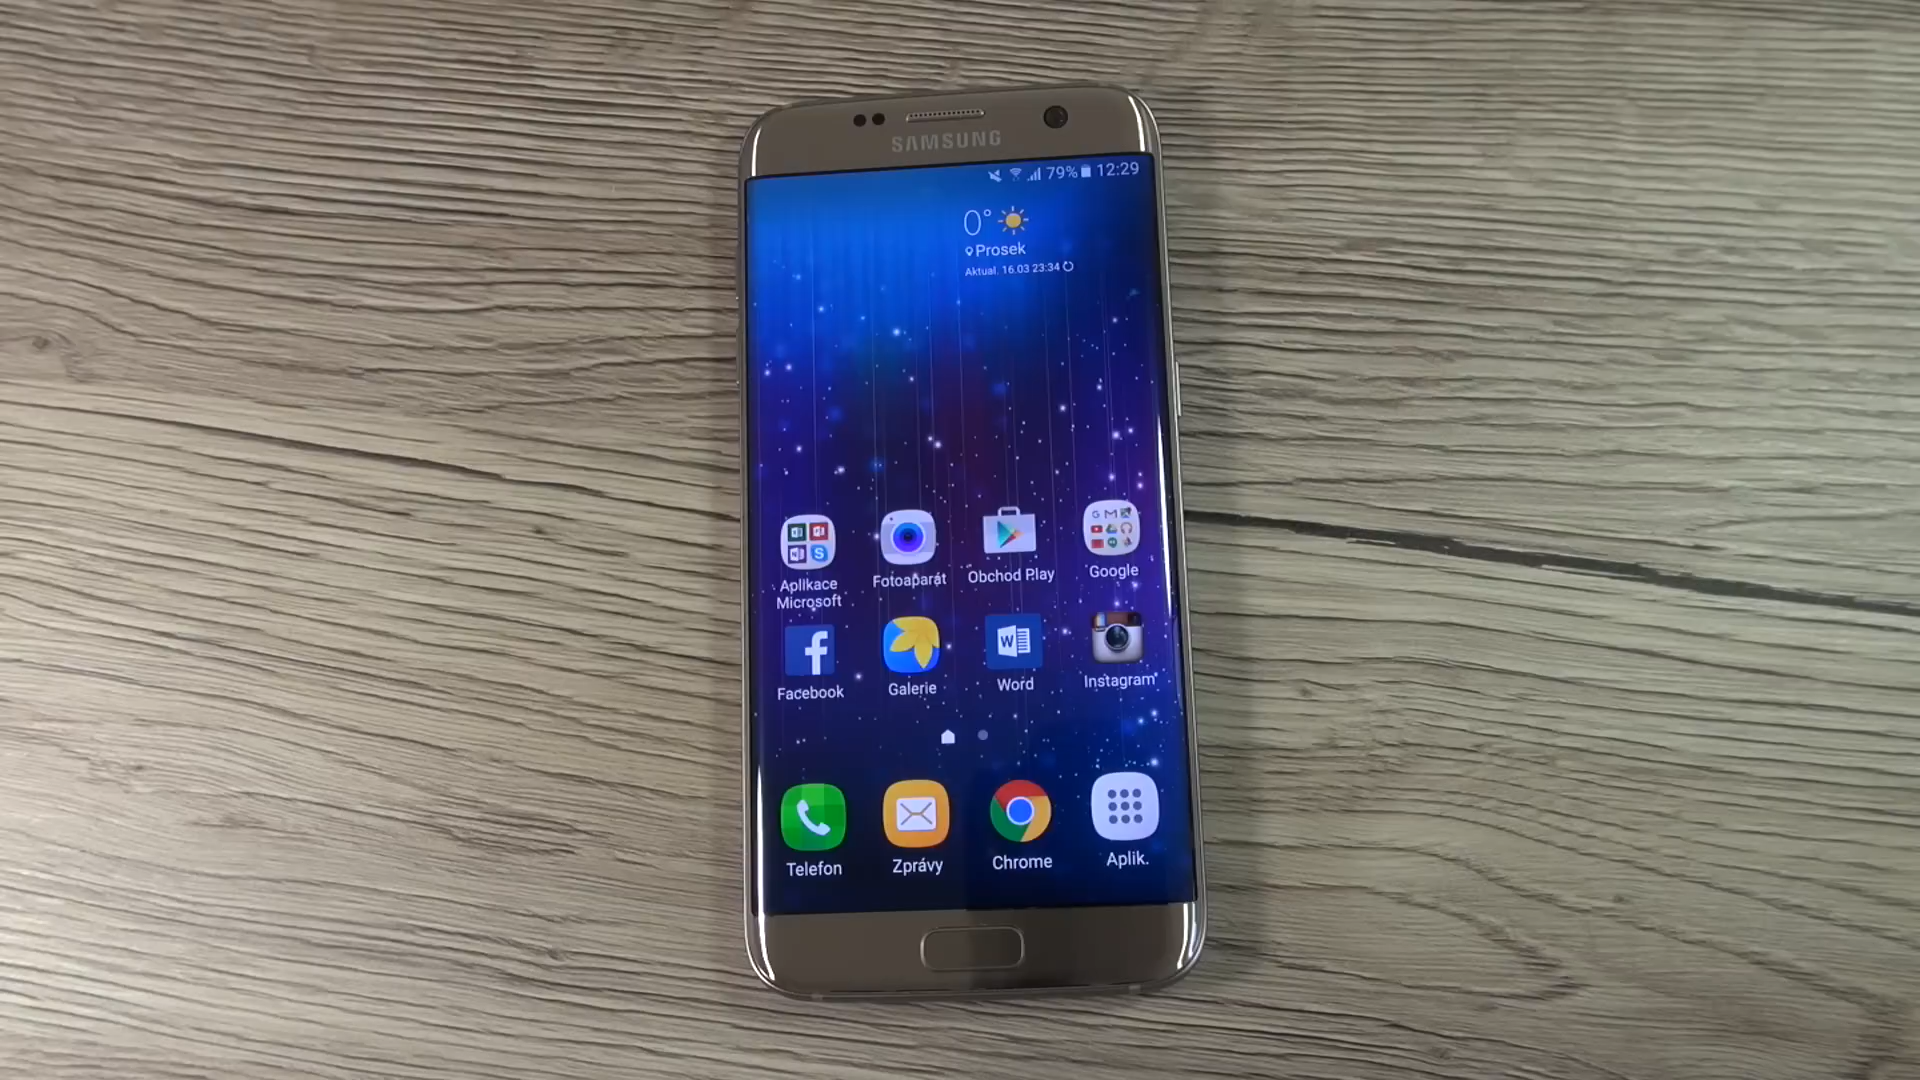 SAMSUNG
79% 12:29
0°
Prosek
Aktual. 16.03 23:34
Aplikace
Microsoft
Fotoaparát
Obchod Play
Google
Facebook
Galerie
Word
Instagram
Telefon
Zprávy
Chrome
Aplik.